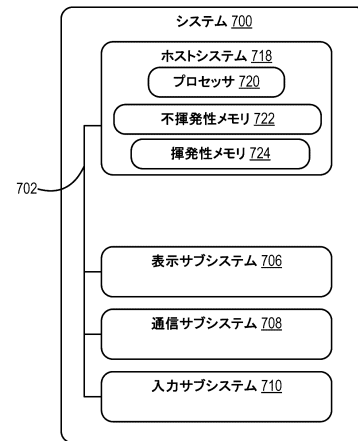 システム 700
ホストシステム 718
プロセッサ 720
不揮発性メモリ 722
揮発性メモリ 724
702
表示サブシステム 706
通信サブシステム 708
入力サブシステム 710